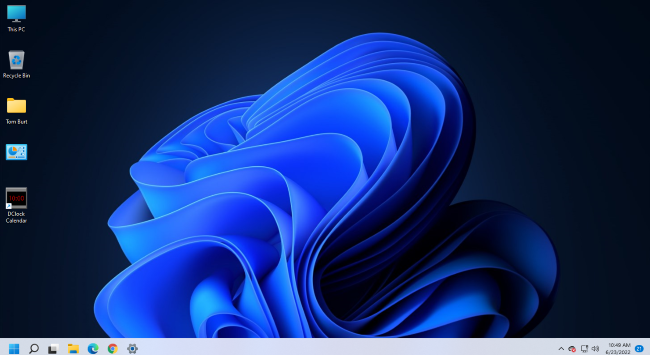 This PC
Recycle Bin
Tom Burt
DClock
Calendar
10:49 AM
6/23/2022